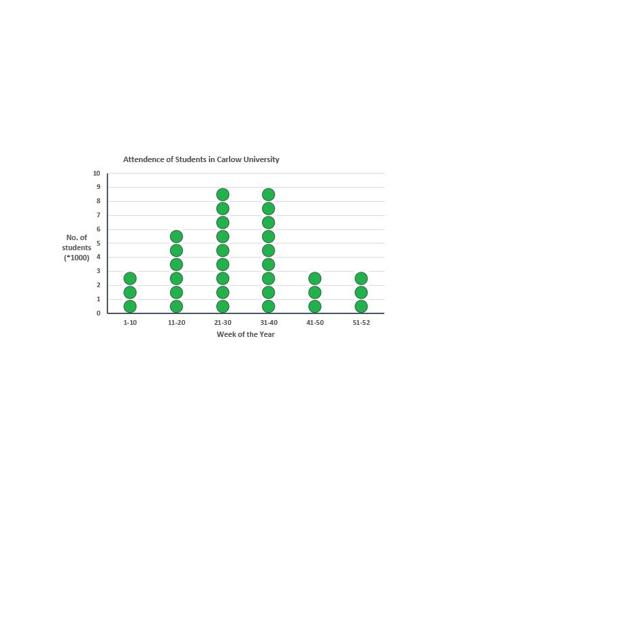 Attendence of Students in Carlow University
10
9
8
7
6
5
4
3
2
1
0
No. of
students
(*1000)
1-10 11-20 21-30 31-40 41-50 51-52
Week of the Year